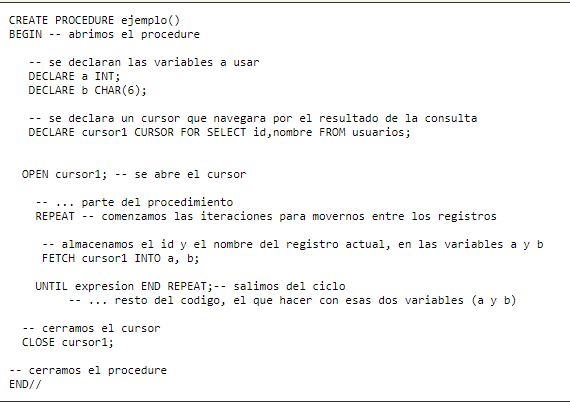 CREATE PROCEDURE ejemplo()
BEGIN -- abrimos el procedure
-- se declaran las variables a usar
DECLARE a INT;
DECLARE b CHAR(6);
-- se declara un cursor que navegara por el resultado de la consulta
DECLARE cursor1 CURSOR FOR SELECT id,nombre FROM usuarios;
OPEN cursor1; -- se abre el cursor
-- ... parte del procedimiento
REPEAT -- comenzamos las iteraciones para movernos entre los registros
-- almacenamos el id y el nombre del registro actual, en las variables a y b
FETCH cursor1 INTO a, b;
UNTIL expresion END REPEAT;-- salimos del ciclo
-- ... resto del codigo, el que hacer con esas dos variables (a y b)
-- cerramos el cursor
CLOSE cursor1;
-- cerramos el procedure
END//